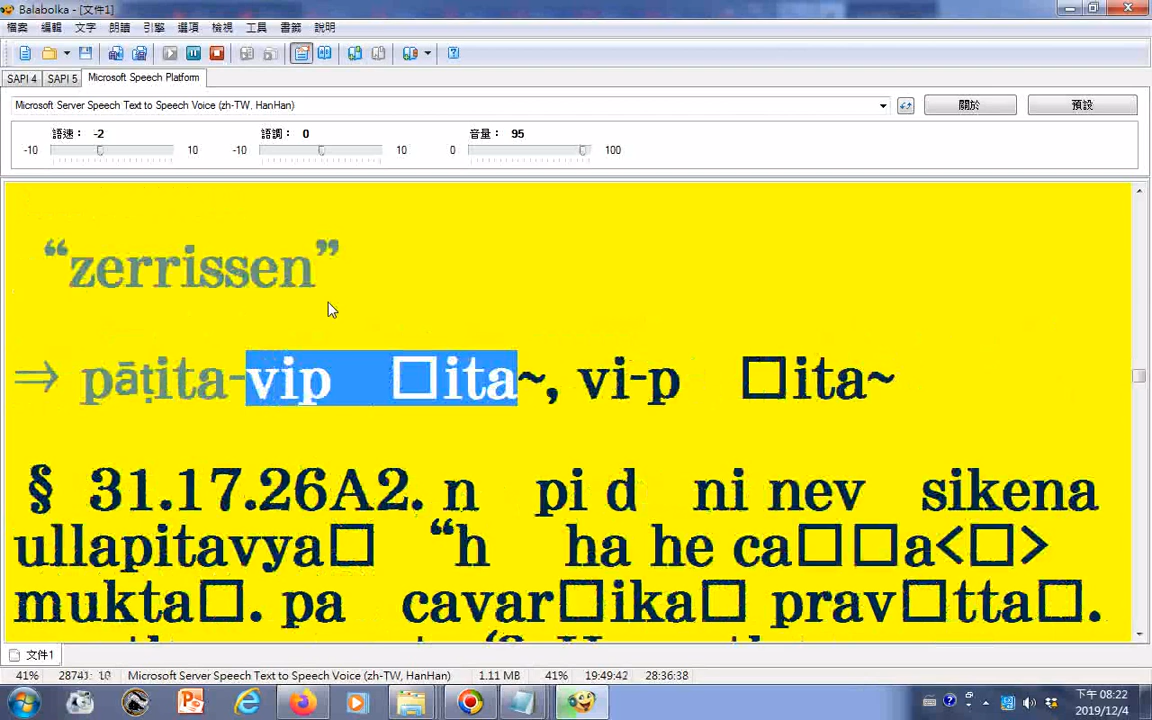 Balabolka - [文件1]
檔案 編輯 文字 朗讀 引擎 選項 檢視 工具 書籤 說明
SAPI 4 SAPI 5 Microsoft Speech Platform
Microsoft Server Speech Text to Speech Voice (zh-TW, HanHan) 關於 預設
語速： -2 語調： 0 音量： 95
-10 10 -10 10 0 100
“zerrissen”
⇒ pāṭita-vip □ita~, vi-p □ita~
§ 31.17.26A2. n pi d ni nev sikena
ullapitavya□ “h ha he ca□□a<□>
mukta□. pa cavar□ika□ prav□tta□.
文件1
41% 28743: 10 Microsoft Server Speech Text to Speech Voice (zh-TW, HanHan) 1.11 MB 41% 19:49:42 28:36:38
下午 08:22
2019/12/4